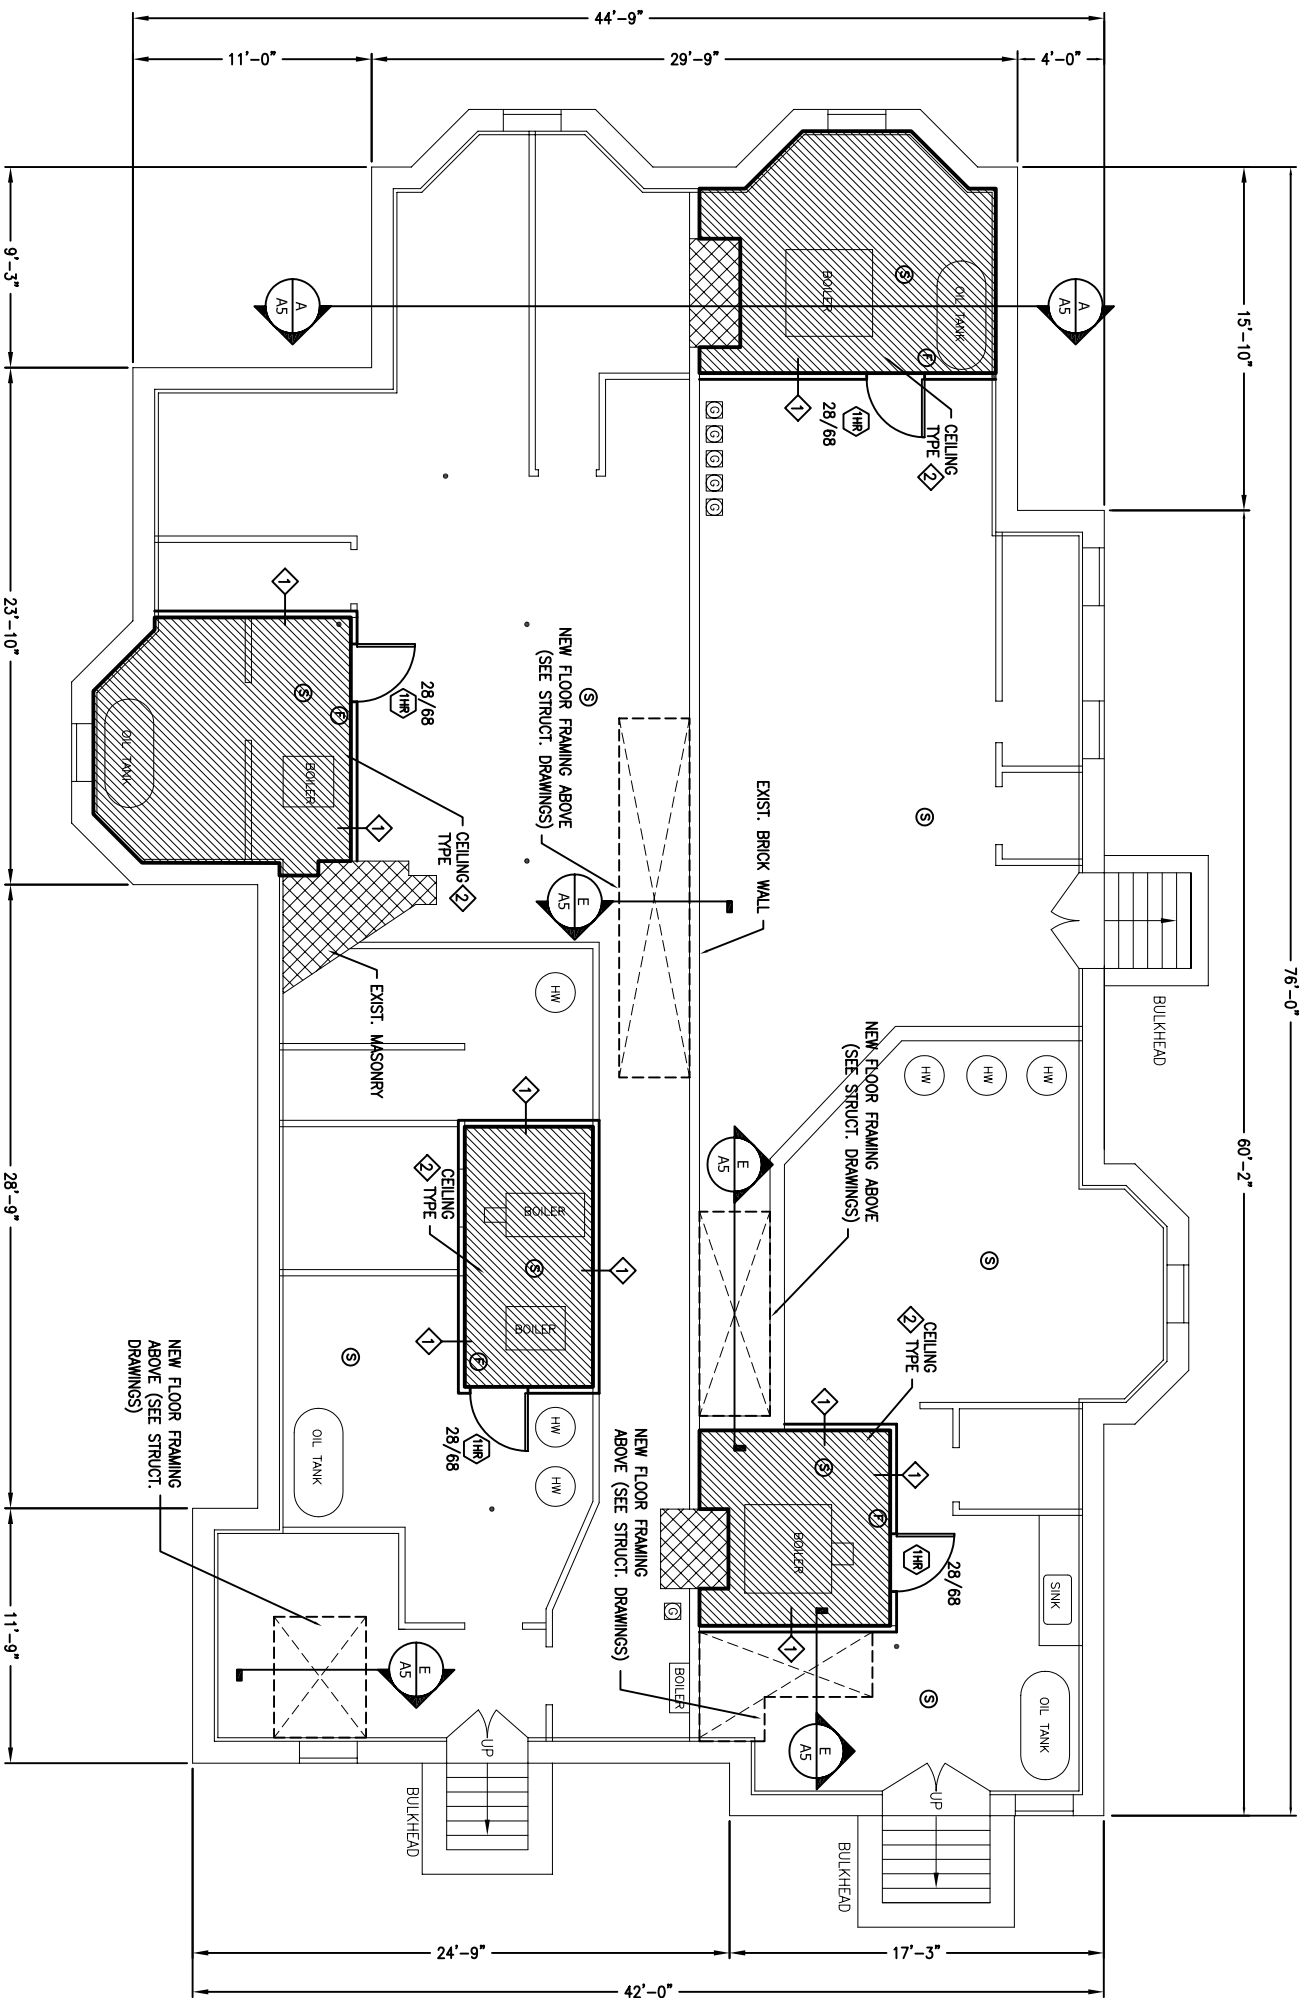 44'-9"
11'-0"
29'-9"
4'-0"
76'-0"
15'-10"
60'-2"
9'-3"
23'-10"
28'-9"
11'-9"
24'-9"
17'-3"
42'-0"
A
A5
A
A5
BOILER
OIL TANK
S
F
1
1HR
28/68
CEILING
TYPE 2
G
G
G
G
G
S
BULKHEAD
EXIST. BRICK WALL
NEW FLOOR FRAMING ABOVE
(SEE STRUCT. DRAWINGS)
S
E
A5
1
S
F
28/68
1HR
OIL TANK
BOILER
1
CEILING
TYPE 2
EXIST. MASONRY
HW
NEW FLOOR FRAMING ABOVE
(SEE STRUCT. DRAWINGS)
HW
HW
HW
E
A5
S
1
BOILER
CEILING
2 TYPE
S
1
BOILER
1
F
28/68
1HR
HW
HW
S
OIL TANK
CEILING
2 TYPE
1
S
1
F
BOILER
1HR
28/68
1
SINK
OIL TANK
S
G
BOILER
NEW FLOOR FRAMING
ABOVE (SEE STRUCT. DRAWINGS)
NEW FLOOR FRAMING
ABOVE (SEE STRUCT.
DRAWINGS)
E
A5
E
A5
UP
BULKHEAD
UP
BULKHEAD